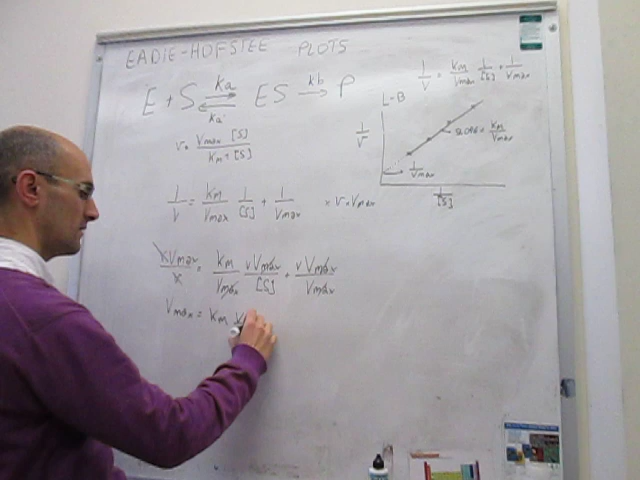 EADIE-HOFSTEE PLOTS
E + S ⇌ ES → P
Ka Kb
Ka'
V = Vmax [S] / Km + [S]
1/V = Km/Vmax 1/[S] + 1/Vmax
L-B
1/V
SLOPE = Km/Vmax
1/Vmax
1/[S]
1/V = Km/Vmax 1/[S] + 1/Vmax × V·Vmax
VVmax/V = Km/Vmax VVmax/[S] + VVmax/Vmax
Vmax = Km V